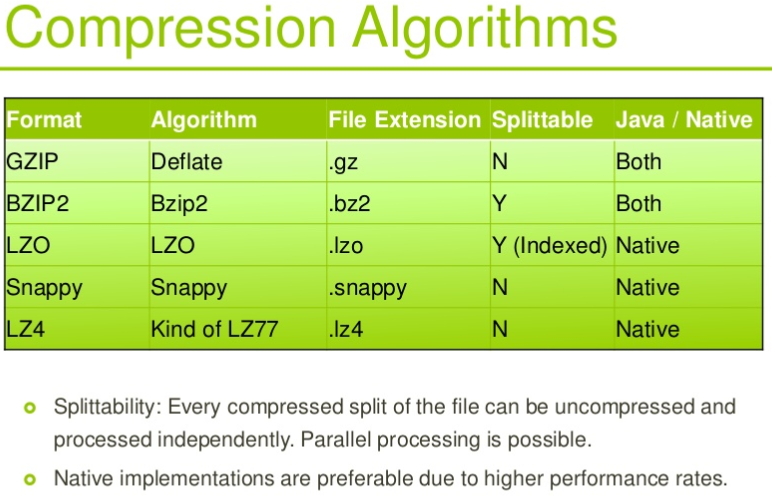 Compression Algorithms
Format Algorithm File Extension Splittable Java / Native
GZIP Deflate .gz N Both
BZIP2 Bzip2 .bz2 Y Both
LZO LZO .lzo Y (Indexed) Native
Snappy Snappy .snappy N Native
LZ4 Kind of LZ77 .lz4 N Native
Splittability: Every compressed split of the file can be uncompressed and
processed independently. Parallel processing is possible.
Native implementations are preferable due to higher performance rates.